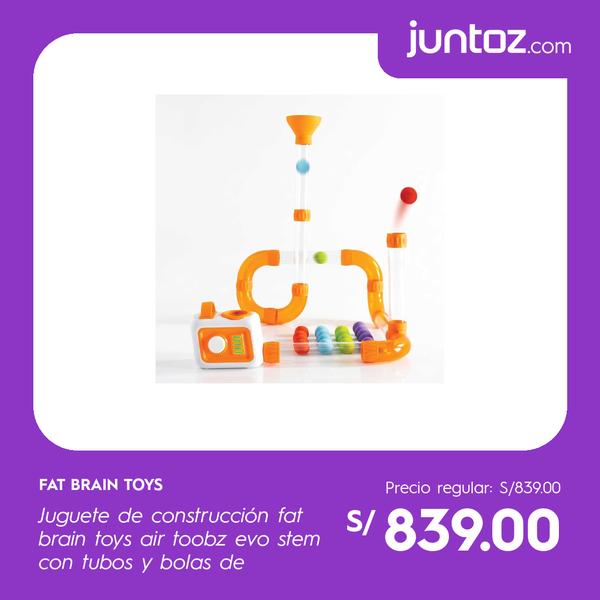 juntoz.com
FAT BRAIN TOYS
Juguete de construcción fat
brain toys air toobz evo stem
con tubos y bolas de
Precio regular: S/839.00
S/ 839.00